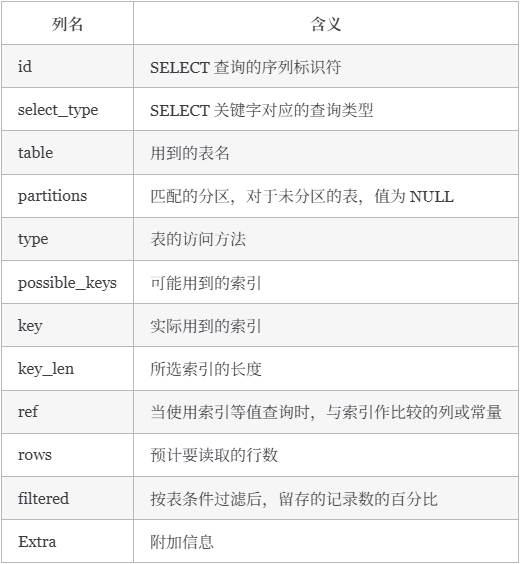 列名 含义
id SELECT 查询的序列标识符
select_type SELECT 关键字对应的查询类型
table 用到的表名
partitions 匹配的分区，对于未分区的表，值为 NULL
type 表的访问方法
possible_keys 可能用到的索引
key 实际用到的索引
key_len 所选索引的长度
ref 当使用索引等值查询时，与索引作比较的列或常量
rows 预计要读取的行数
filtered 按表条件过滤后，留存的记录数的百分比
Extra 附加信息